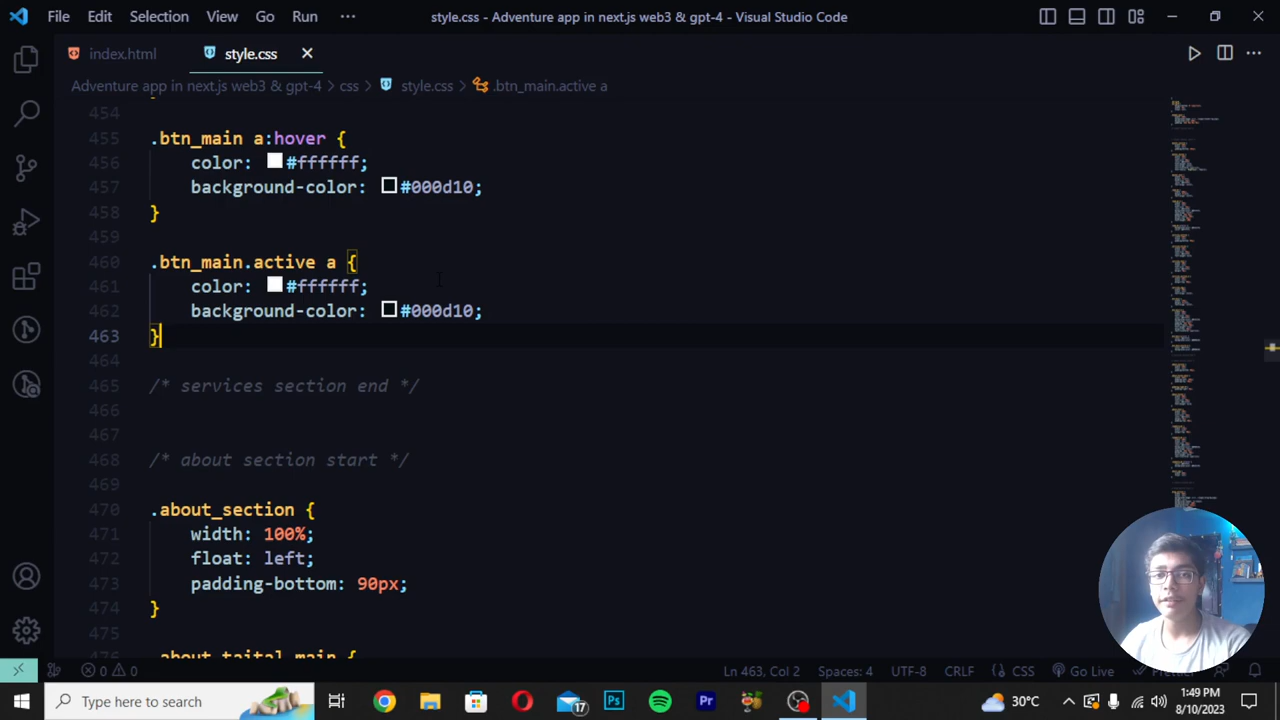 File Edit Selection View Go Run ··· style.css - Adventure app in next.js web3 & gpt-4 - Visual Studio Code
index.html style.css
Adventure app in next.js web3 & gpt-4 > css > style.css > .btn_main.active a
454
455 .btn_main a:hover {
456 color: #ffffff;
457 background-color: #000d10;
458 }
459
460 .btn_main.active a {
461 color: #ffffff;
462 background-color: #000d10;
463 }
464
465 /* services section end */
466
467
468 /* about section start */
469
470 .about_section {
471 width: 100%;
472 float: left;
473 padding-bottom: 90px;
474 }
475
.about_taital_main {
0 0 Ln 463, Col 2 Spaces: 4 UTF-8 CRLF CSS Go Live Prettier
Type here to search 17 30°C 1:49 PM
8/10/2023